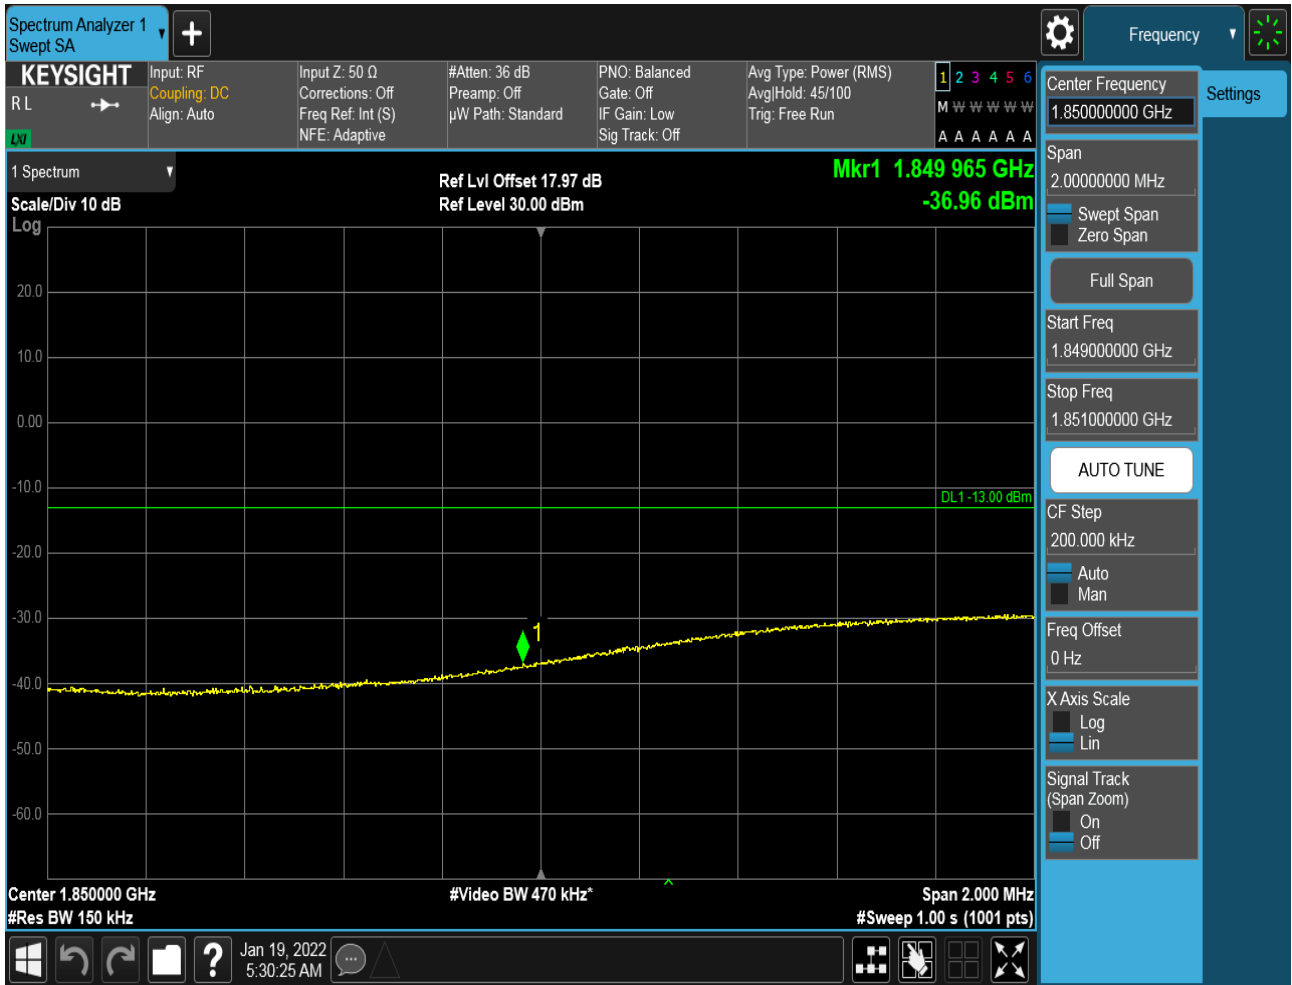 Spectrum Analyzer 1
Swept SA
Frequency
KEYSIGHT
R L
LXI
Input: RF
Coupling: DC
Align: Auto
Input Z: 50 Ω
Corrections: Off
Freq Ref: Int (S)
NFE: Adaptive
#Atten: 36 dB
Preamp: Off
µW Path: Standard
PNO: Balanced
Gate: Off
IF Gain: Low
Sig Track: Off
Avg Type: Power (RMS)
Avg|Hold: 45/100
Trig: Free Run
1 2 3 4 5 6
M W W W W W
A A A A A A
1 Spectrum
Scale/Div 10 dB
Log
Ref Lvl Offset 17.97 dB
Ref Level 30.00 dBm
Mkr1 1.849 965 GHz
-36.96 dBm
20.0
10.0
0.00
-10.0
DL1 -13.00 dBm
-20.0
-30.0
1
-40.0
-50.0
-60.0
Center 1.850000 GHz
#Res BW 150 kHz
#Video BW 470 kHz*
Span 2.000 MHz
#Sweep 1.00 s (1001 pts)
Jan 19, 2022
5:30:25 AM
Center Frequency
1.850000000 GHz
Settings
Span
2.00000000 MHz
Swept Span
Zero Span
Full Span
Start Freq
1.849000000 GHz
Stop Freq
1.851000000 GHz
AUTO TUNE
CF Step
200.000 kHz
Auto
Man
Freq Offset
0 Hz
X Axis Scale
Log
Lin
Signal Track
(Span Zoom)
On
Off